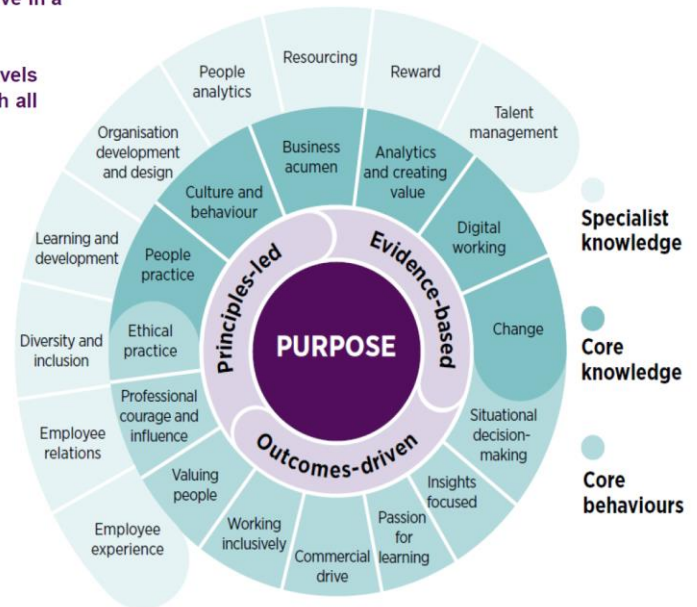 ve in a
vels
h all
Resourcing
People
analytics
Reward
Talent
management
Organisation
development
and design
Learning and
development
Diversity and
inclusion
Employee
relations
Employee
experience
Business
acumen
Analytics
and creating
value
Culture and
behaviour
Digital
working
People
practice
Change
Ethical
practice
Professional
courage and
influence
Valuing
people
Working
inclusively
Commercial
drive
Passion
for
learning
Insights
focused
Situational
decision-
making
Principles-led
Evidence-based
Outcomes-driven
PURPOSE
Specialist
knowledge
Core
knowledge
Core
behaviours